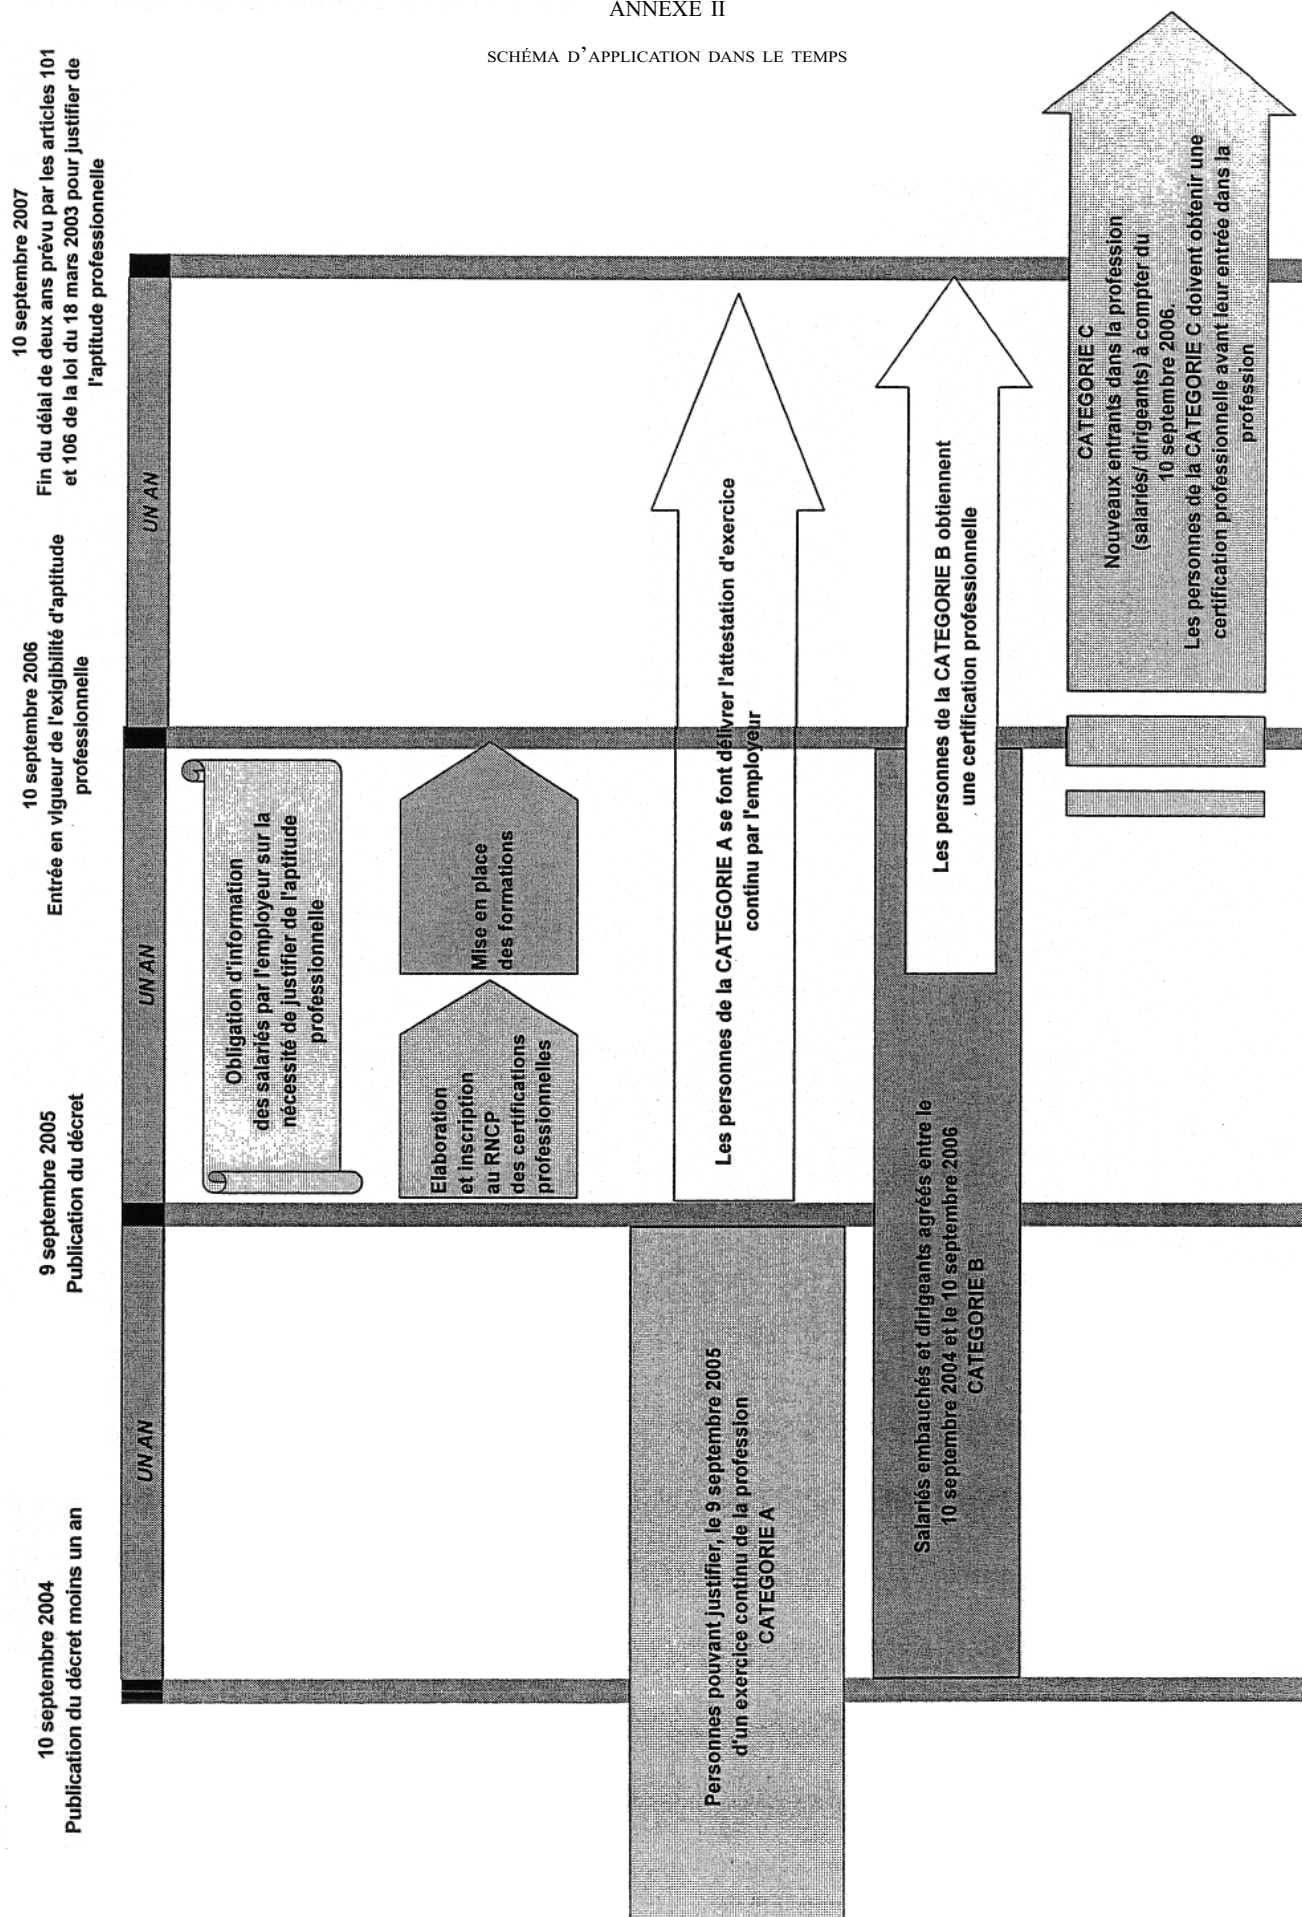 ANNEXE II
SCHÉMA D'APPLICATION DANS LE TEMPS
10 septembre 2004
Publication du décret moins un an
9 septembre 2005
Publication du décret
10 septembre 2006
Entrée en vigueur de l'exigibilité d'aptitude
professionnelle
10 septembre 2007
Fin du délai de deux ans prévu par les articles 101
et 106 de la loi du 18 mars 2003 pour justifier de
l'aptitude professionnelle
UN AN
UN AN
UN AN
Obligation d'information
des salariés par l'employeur sur la
nécessité de justifier de l'aptitude
professionnelle
Elaboration
et inscription
au RNCP
des certifications
professionnelles
Mise en place
des formations
Personnes pouvant justifier, le 9 septembre 2005
d'un exercice continu de la profession
CATEGORIE A
Les personnes de la CATEGORIE A se font délivrer l'attestation d'exercice
continu par l'employeur
Salariés embauchés et dirigeants agréés entre le
10 septembre 2004 et le 10 septembre 2006
CATEGORIE B
Les personnes de la CATEGORIE B obtiennent
une certification professionnelle
CATEGORIE C
Nouveaux entrants dans la profession
(salariés/ dirigeants) à compter du
10 septembre 2006.
Les personnes de la CATEGORIE C doivent obtenir une
certification professionnelle avant leur entrée dans la
profession